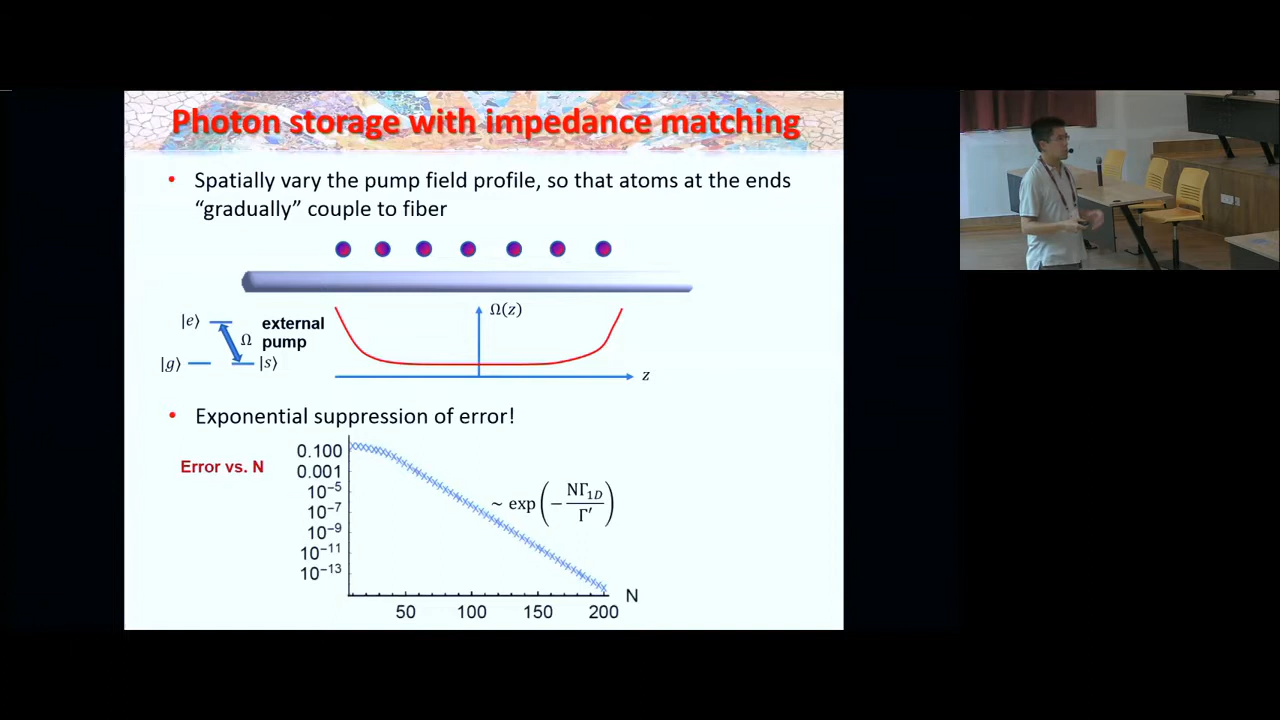 Photon storage with impedance matching
• Spatially vary the pump field profile, so that atoms at the ends
“gradually” couple to fiber
Ω(z)
|e⟩
external
Ω
pump
|g⟩
|s⟩
z
• Exponential suppression of error!
Error vs. N
0.100
0.001
10⁻⁵
10⁻⁷
10⁻⁹
10⁻¹¹
10⁻¹³
~ exp(−NΓ₁D/Γ′)
50 100 150 200
N